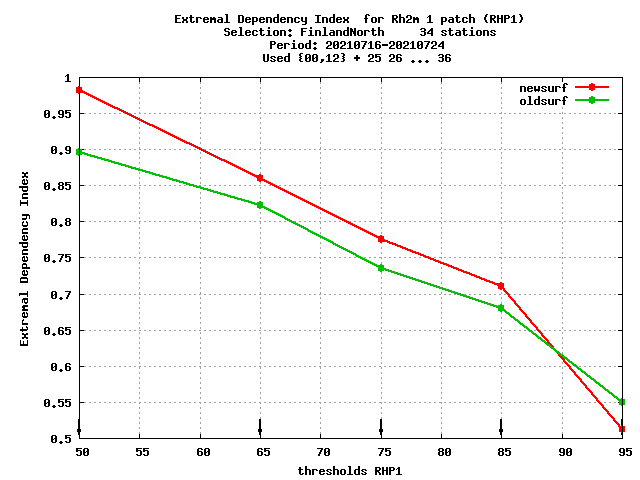 Extremal Dependency Index  for Rh2m 1 patch (RHP1)
Selection: FinlandNorth     34 stations
Period: 20210716-20210724
Used {00,12} + 25 26 ... 36
newsurf
oldsurf
1
0.95
0.9
0.85
0.8
0.75
0.7
0.65
0.6
0.55
0.5
Extremal Dependency Index
50 55 60 65 70 75 80 85 90 95
thresholds RHP1